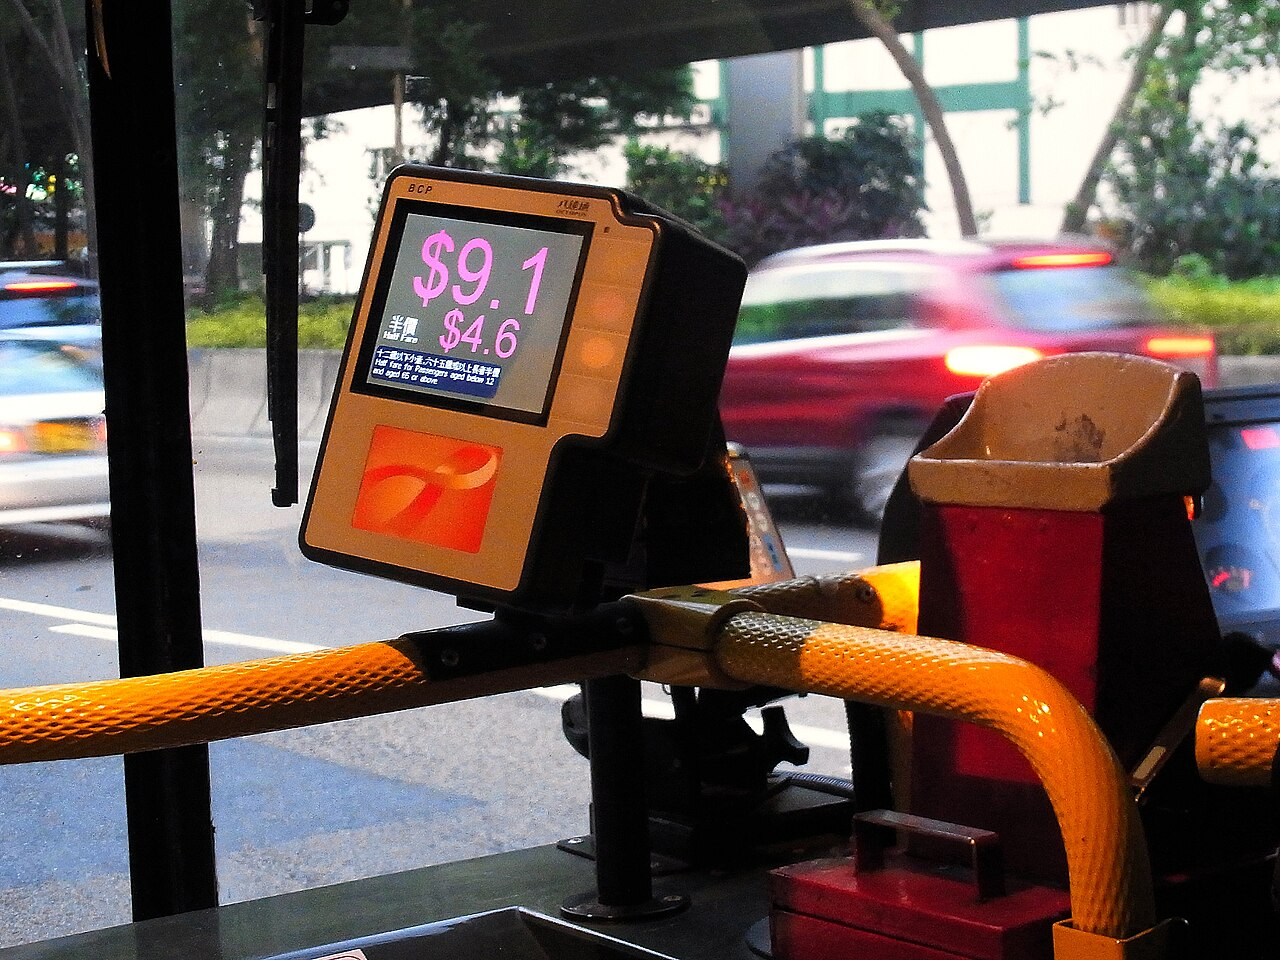 BCP
八達通
OCTOPUS
$9.1
半價
Half Fare
$4.6
十二歲以下小童,六十五歲或以上長者半價
Half fare for Passengers aged below 12
and aged 65 or above